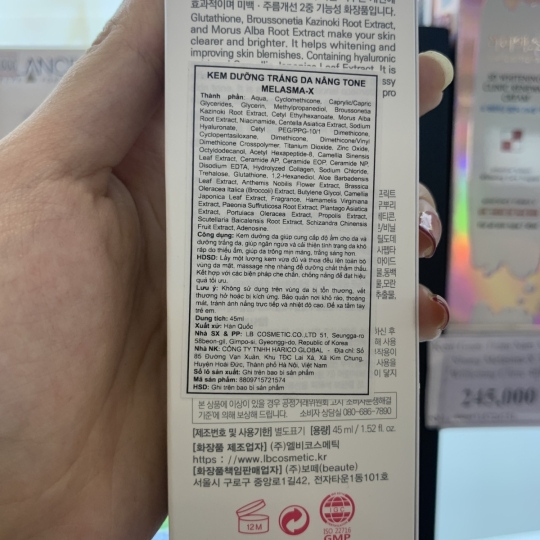 효과적이며 미백 · 주름개선 2중 기능성 화장품입니다.
Glutathione, Broussonetia Kazinoki Root Extract,
and Morus Alba Root Extract make your skin
clearer and brighter. It helps whitening and
improving skin blemishes. Containing hyaluronic
It is
ssy
pro
KEM DƯỠNG TRẮNG DA NÂNG TONE
MELASMA-X
Thành phần: Aqua, Cyclomethicone, Caprylic/Capric
Glycerides, Glycerin, Methylpropanediol, Broussonetia
Kazinoki Root Extract, Cetyl Ethylhexoate, Morus Alba
Root Extract, Niacinamide, Centella Asiatica Extract, Sodium
Hyaluronate, Cetyl PEG/PPG-10/1 Dimethicone,
Cyclopentasiloxane, Dimethicone, Dimethicone/Vinyl
Dimethicone Crosspolymer, Titanium Dioxide, Zinc Oxide,
Octyldodecanol, Acetyl Hexapeptide-8, Camellia Sinensis
Leaf Extract, Ceramide AP, Ceramide EOP, Ceramide NP,
Disodium EDTA, Hydrolyzed Collagen, Sodium Chloride,
Trehalose, Glutathione, 1,2-Hexanediol, Aloe Barbadensis
Leaf Extract, Anthemis Nobilis Flower Extract, Brassica
Oleracea Italica (Broccoli) Extract, Butylene Glycol, Camellia
Japonica Leaf Extract, Fragrance, Hamamelis Virginiana
Extract, Paeonia Suffruticosa Root Extract, Plantago Asiatica
Extract, Portulaca Oleracea Extract, Propolis Extract,
Scutellaria Baicalensis Root Extract, Schizandra Chinensis
Fruit Extract, Adenosine.
Công dụng: Kem dưỡng da giúp cung cấp độ ẩm cho da và
dưỡng trắng da, giúp ngăn ngừa và cải thiện tình trạng da khô
ráp do thiếu ẩm, giúp da trông mịn màng, trắng sáng hơn.
HDSD: Lấy một lượng kem vừa đủ và thoa đều lên toàn bộ
vùng da mặt, massage nhẹ nhàng để dưỡng chất thẩm thấu.
Kết hợp với các biện pháp che chắn, chống nắng để đạt hiệu
quả tối ưu.
Lưu ý: Không sử dụng trên vùng da bị tổn thương, vết
thương hở hoặc bị kích ứng. Bảo quản nơi khô ráo, thoáng
mát, tránh ánh nắng trực tiếp và nhiệt độ cao. Để xa tầm tay
trẻ em.
Dung tích: 45ml
Xuất xứ: Hàn Quốc
Nhà SX & PP: LB COSMETIC CO.,LTD 51, Seungga-ro
58beon-gil, Gimpo-si, Gyeonggi-do, Republic of Korea
Nhà NK: CÔNG TY TNHH HARICO GLOBAL - Địa chỉ: Số
85 Đường Vạn Xuân, Khu TĐC Lai Xá, Xã Kim Chung,
Huyện Hoài Đức, Thành phố Hà Nội, Việt Nam
Số lô sản xuất: Ghi trên bao bì sản phẩm
Mã sản phẩm: 8809715721574
HSD: Ghi trên bao bì sản phẩm
본 상품에 이상이 있을 경우 공정거래위원회 고시 소비자분쟁해결
기준에 의해 보상해 드립니다. 소비자 상담실 080-686-7890
[제조번호 및 사용기한] 별도표기 [용량] 45 ml / 1.52 fl. oz.
[화장품 제조업자] (주)엘비코스메틱
https://www.lbcosmetic.kr
[화장품책임판매업자] (주)보떼(beaute)
서울시 구로구 중앙로1길42, 전자타운1동101호
12M
ISO 22716
GMP
245,000